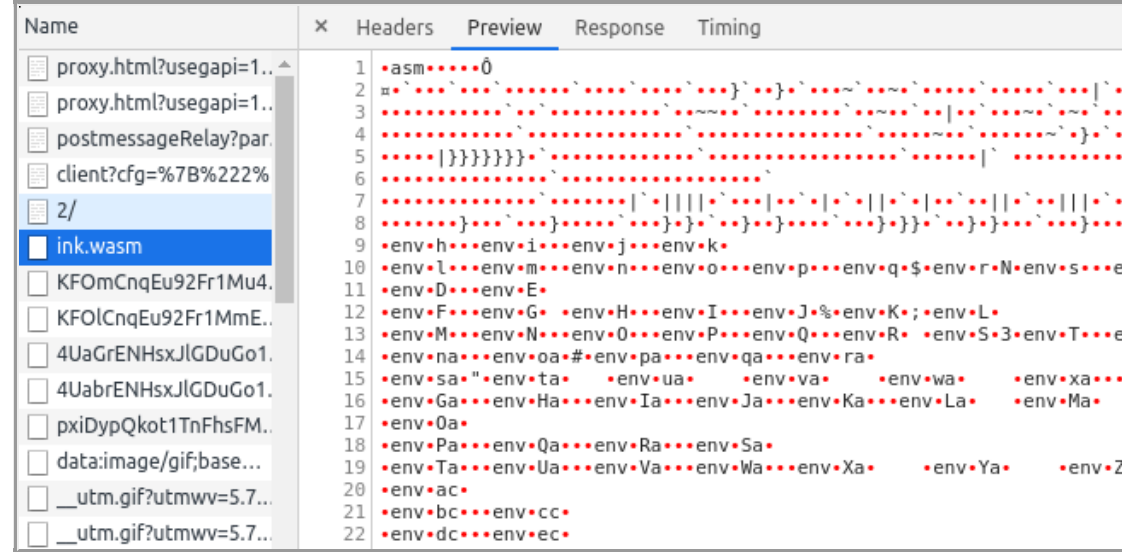 Name
× Headers Preview Response Timing
proxy.html?usegapi=1..
proxy.html?usegapi=1..
postmessageRelay?par
client?cfg=%7B%222%
2/
ink.wasm
KFOmCnqEu92Fr1Mu4.
KFOlCnqEu92Fr1MmE..
4UaGrENHsxJlGDuGo1.
4UabrENHsxJlGDuGo1.
pxiDypQkot1TnFhsFM..
data:image/gif;base...
__utm.gif?utmwv=5.7...
__utm.gif?utmwv=5.7...
1 •asm•••••Ô
2
3
4
5
6
7
8
9 •env•h•••env•i•••env•j•••env•k•
10 •env•l•••env•m•••env•n•••env•o•••env•p•••env•q•$•env•r•N•env•s•••e
11 •env•D•••env•E•
12 •env•F•••env•G• •env•H•••env•I•••env•J•%•env•K•;•env•L•
13 •env•M•••env•N•••env•O•••env•P•••env•Q•••env•R• •env•S•3•env•T•••e
14 •env•na•••env•oa•#•env•pa•••env•qa•••env•ra•
15 •env•sa•"•env•ta• •env•ua• •env•va• •env•wa• •env•xa•••
16 •env•Ga•••env•Ha•••env•Ia•••env•Ja•••env•Ka•••env•La• •env•Ma•
17 •env•Oa•
18 •env•Pa•••env•Qa•••env•Ra•••env•Sa•
19 •env•Ta•••env•Ua•••env•Va•••env•Wa•••env•Xa• •env•Ya• •env•Z
20 •env•ac•
21 •env•bc•••env•cc•
22 •env•dc•••env•ec•